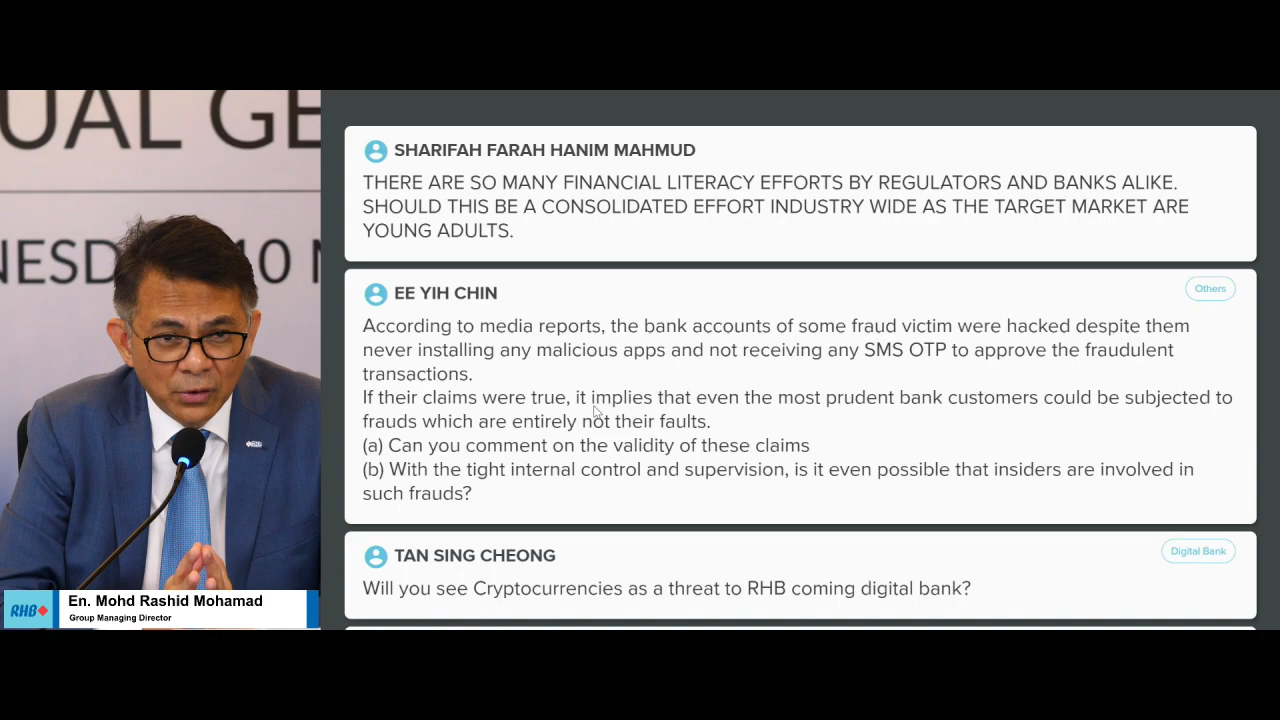 UAL GE
NESD 10
SHARIFAH FARAH HANIM MAHMUD
THERE ARE SO MANY FINANCIAL LITERACY EFFORTS BY REGULATORS AND BANKS ALIKE.
SHOULD THIS BE A CONSOLIDATED EFFORT INDUSTRY WIDE AS THE TARGET MARKET ARE
YOUNG ADULTS.
EE YIH CHIN
Others
According to media reports, the bank accounts of some fraud victim were hacked despite them
never installing any malicious apps and not receiving any SMS OTP to approve the fraudulent
transactions.
If their claims were true, it implies that even the most prudent bank customers could be subjected to
frauds which are entirely not their faults.
(a) Can you comment on the validity of these claims
(b) With the tight internal control and supervision, is it even possible that insiders are involved in
such frauds?
TAN SING CHEONG
Digital Bank
Will you see Cryptocurrencies as a threat to RHB coming digital bank?
RHB
En. Mohd Rashid Mohamad
Group Managing Director